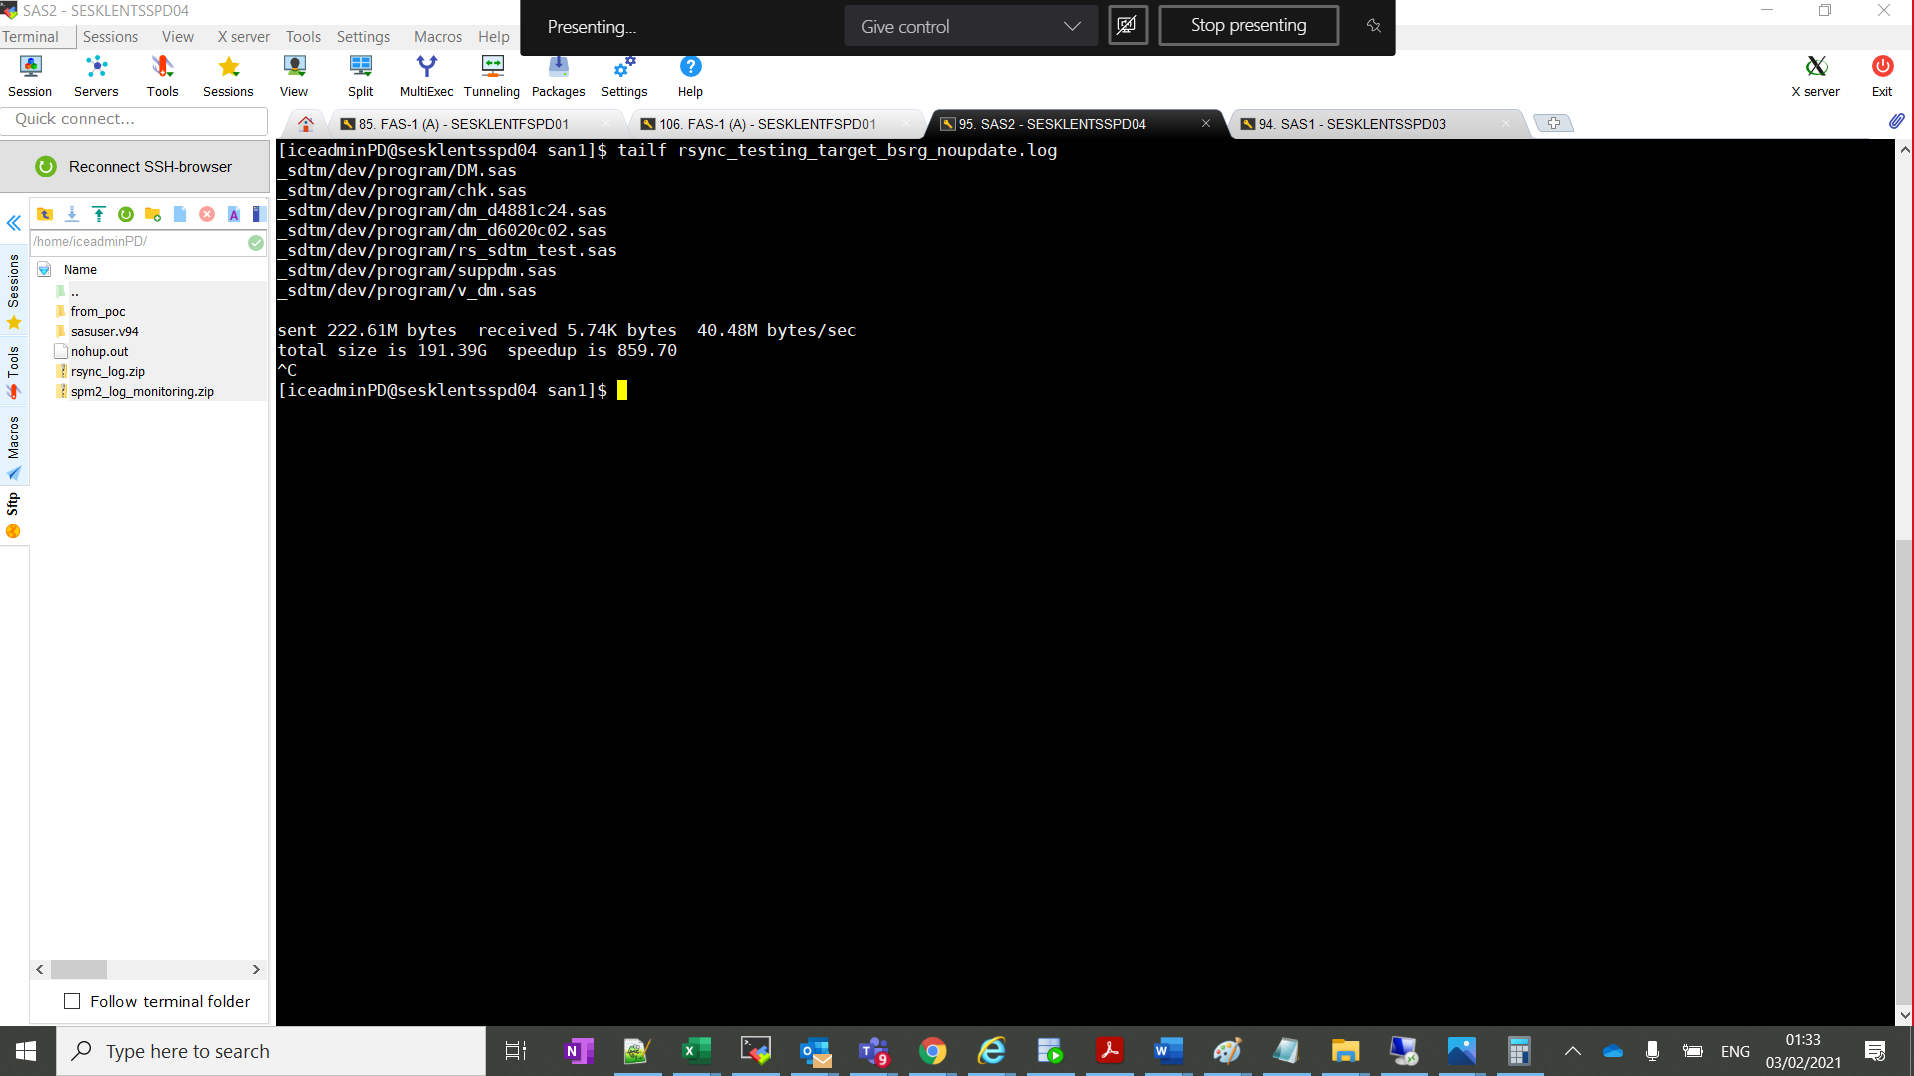 SAS2 - SESKLENTSSPD04
Presenting...
Give control
Stop presenting
Terminal Sessions View X server Tools Settings Macros Help
Session Servers Tools Sessions View Split MultiExec Tunneling Packages Settings Help X server Exit
Quick connect...
85. FAS-1 (A) - SESKLENTFSPD01
106. FAS-1 (A) - SESKLENTFSPD01
95. SAS2 - SESKLENTSSPD04
94. SAS1 - SESKLENTSSPD03
Reconnect SSH-browser
/home/iceadminPD/
Name
..
from_poc
sasuser.v94
nohup.out
rsync_log.zip
spm2_log_monitoring.zip
Sessions
Tools
Macros
Sftp
Follow terminal folder
[iceadminPD@sesklentsspd04 san1]$ tailf rsync_testing_target_bsrg_noupdate.log
_sdtm/dev/program/DM.sas
_sdtm/dev/program/chk.sas
_sdtm/dev/program/dm_d4881c24.sas
_sdtm/dev/program/dm_d6020c02.sas
_sdtm/dev/program/rs_sdtm_test.sas
_sdtm/dev/program/suppdm.sas
_sdtm/dev/program/v_dm.sas
sent 222.61M bytes  received 5.74K bytes  40.48M bytes/sec
total size is 191.39G  speedup is 859.70
^C
[iceadminPD@sesklentsspd04 san1]$
Type here to search
9
ENG
01:33
03/02/2021